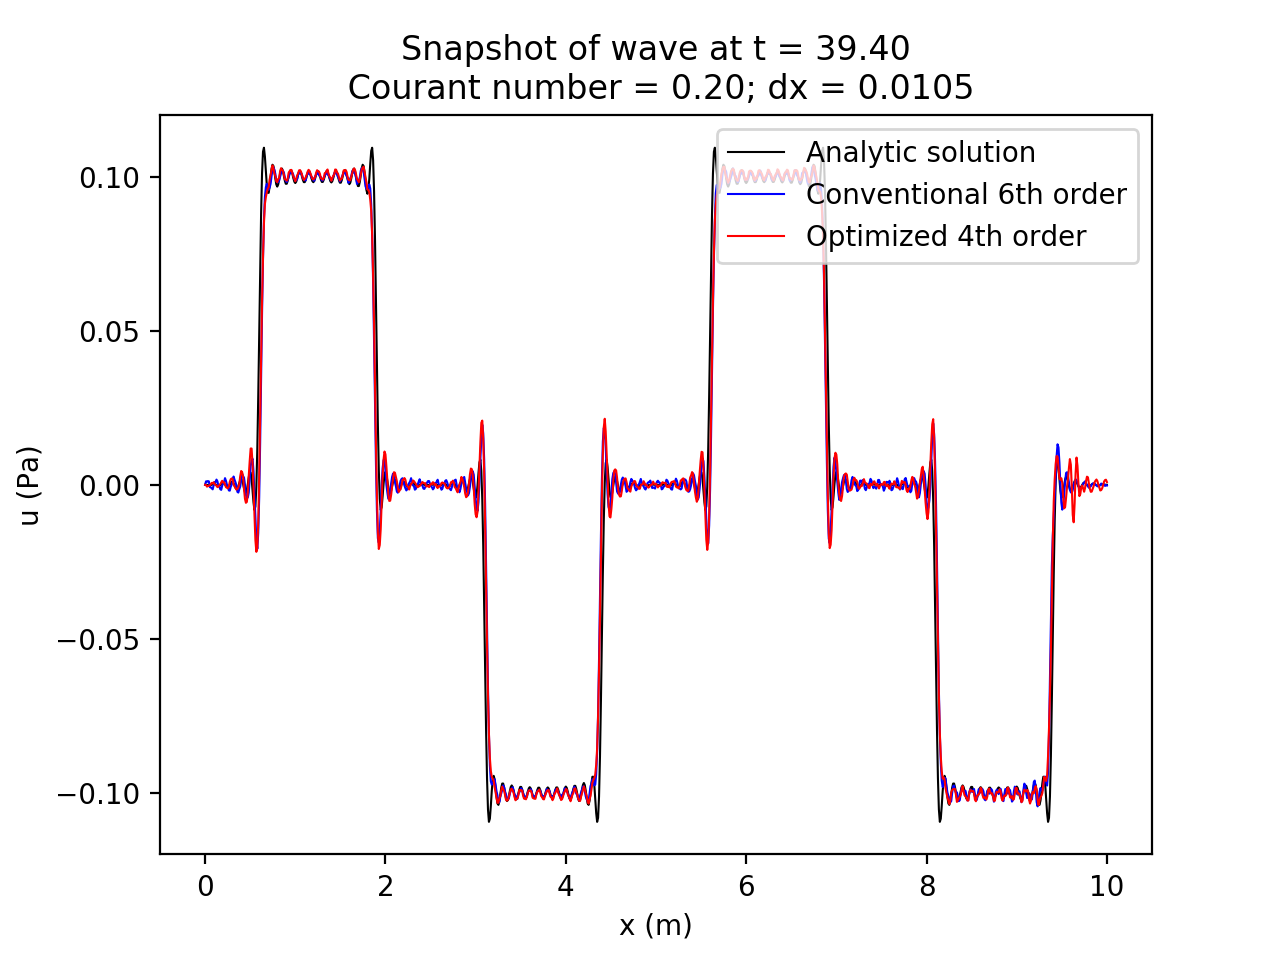 Snapshot of wave at t = 39.40
Courant number = 0.20; dx = 0.0105
Analytic solution
Conventional 6th order
Optimized 4th order
u (Pa)
0.10
0.05
0.00
−0.05
−0.10
0 2 4 6 8 10
x (m)